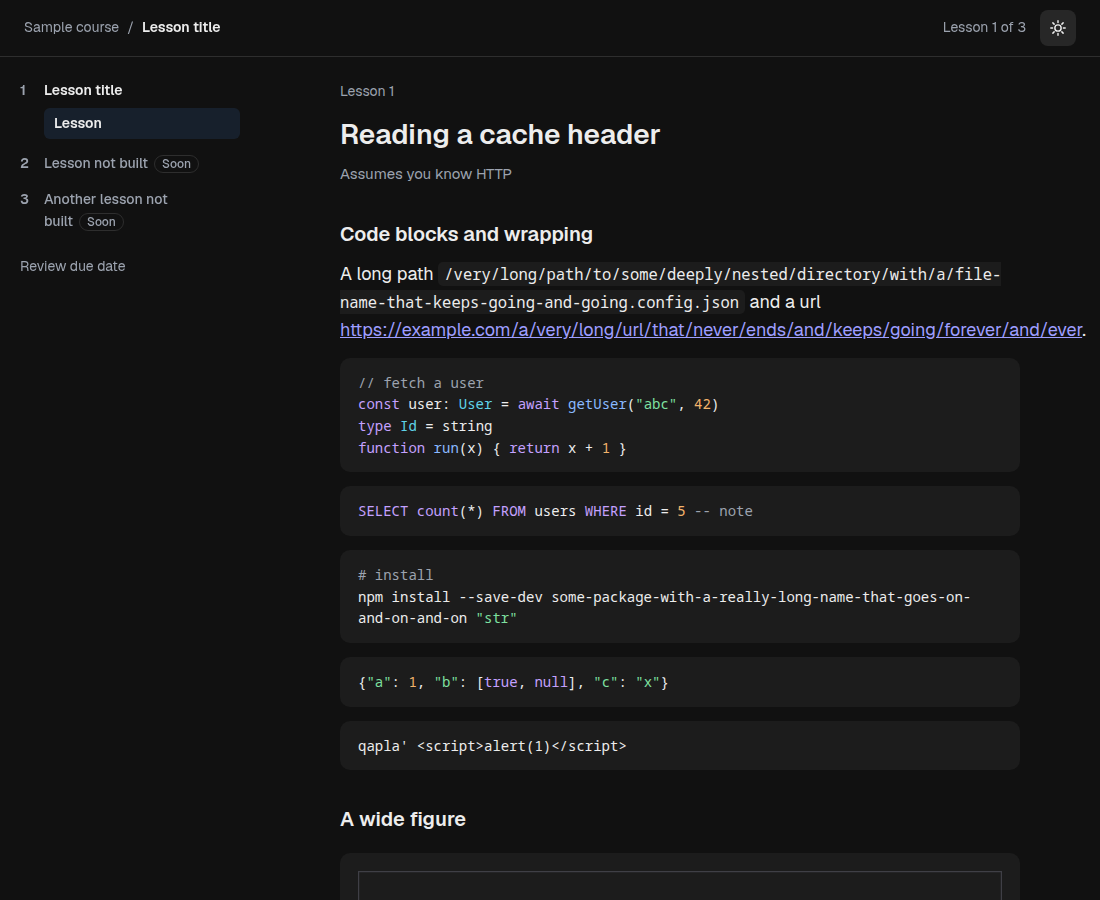 Sample course / Lesson title
Lesson 1 of 3
1 Lesson title
Lesson
2 Lesson not built Soon
3 Another lesson not
built Soon
Review due date
Lesson 1
Reading a cache header
Assumes you know HTTP
Code blocks and wrapping
A long path /very/long/path/to/some/deeply/nested/directory/with/a/file-
name-that-keeps-going-and-going.config.json and a url
https://example.com/a/very/long/url/that/never/ends/and/keeps/going/forever/and/ever.
// fetch a user
const user: User = await getUser("abc", 42)
type Id = string
function run(x) { return x + 1 }
SELECT count(*) FROM users WHERE id = 5 -- note
# install
npm install --save-dev some-package-with-a-really-long-name-that-goes-on-
and-on-and-on "str"
{"a": 1, "b": [true, null], "c": "x"}
qapla' <script>alert(1)</script>
A wide figure